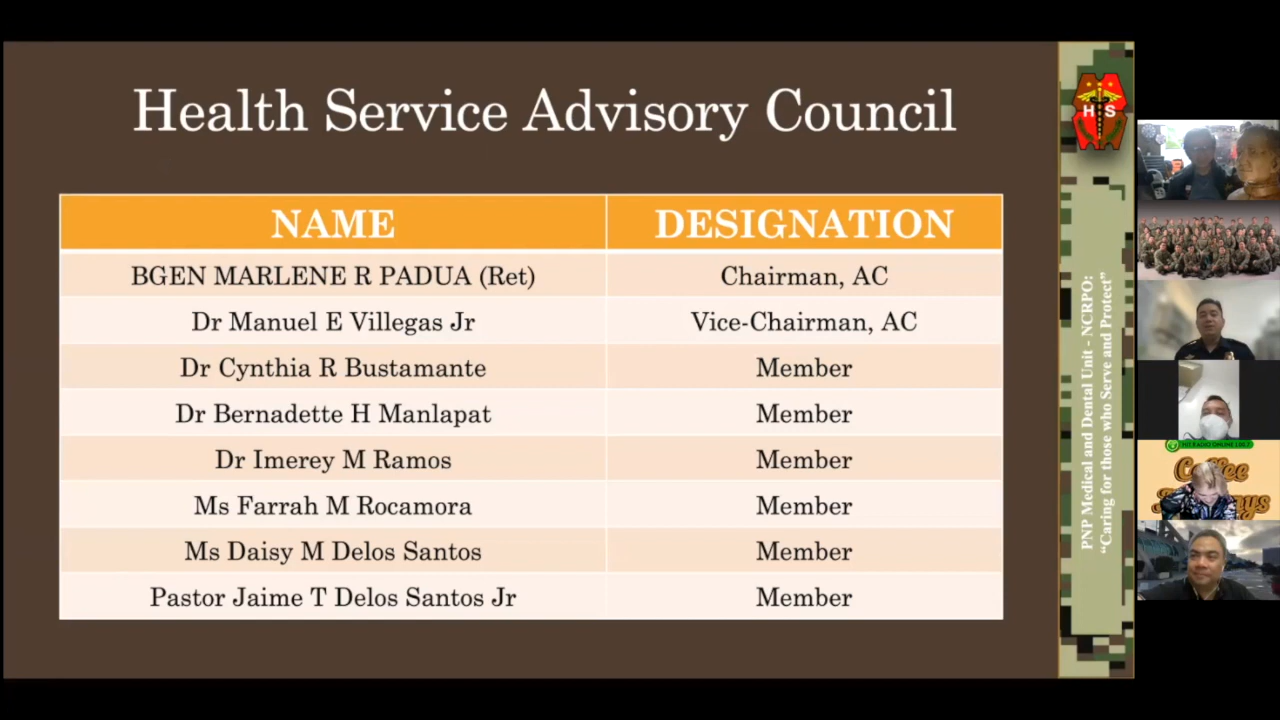 Health Service Advisory Council
NAME DESIGNATION
BGEN MARLENE R PADUA (Ret) Chairman, AC
Dr Manuel E Villegas Jr Vice-Chairman, AC
Dr Cynthia R Bustamante Member
Dr Bernadette H Manlapat Member
Dr Imerey M Ramos Member
Ms Farrah M Rocamora Member
Ms Daisy M Delos Santos Member
Pastor Jaime T Delos Santos Jr Member
H S
PNP Medical and Dental Unit - NCRPO:
“Caring for those who Serve and Protect”
Coffee